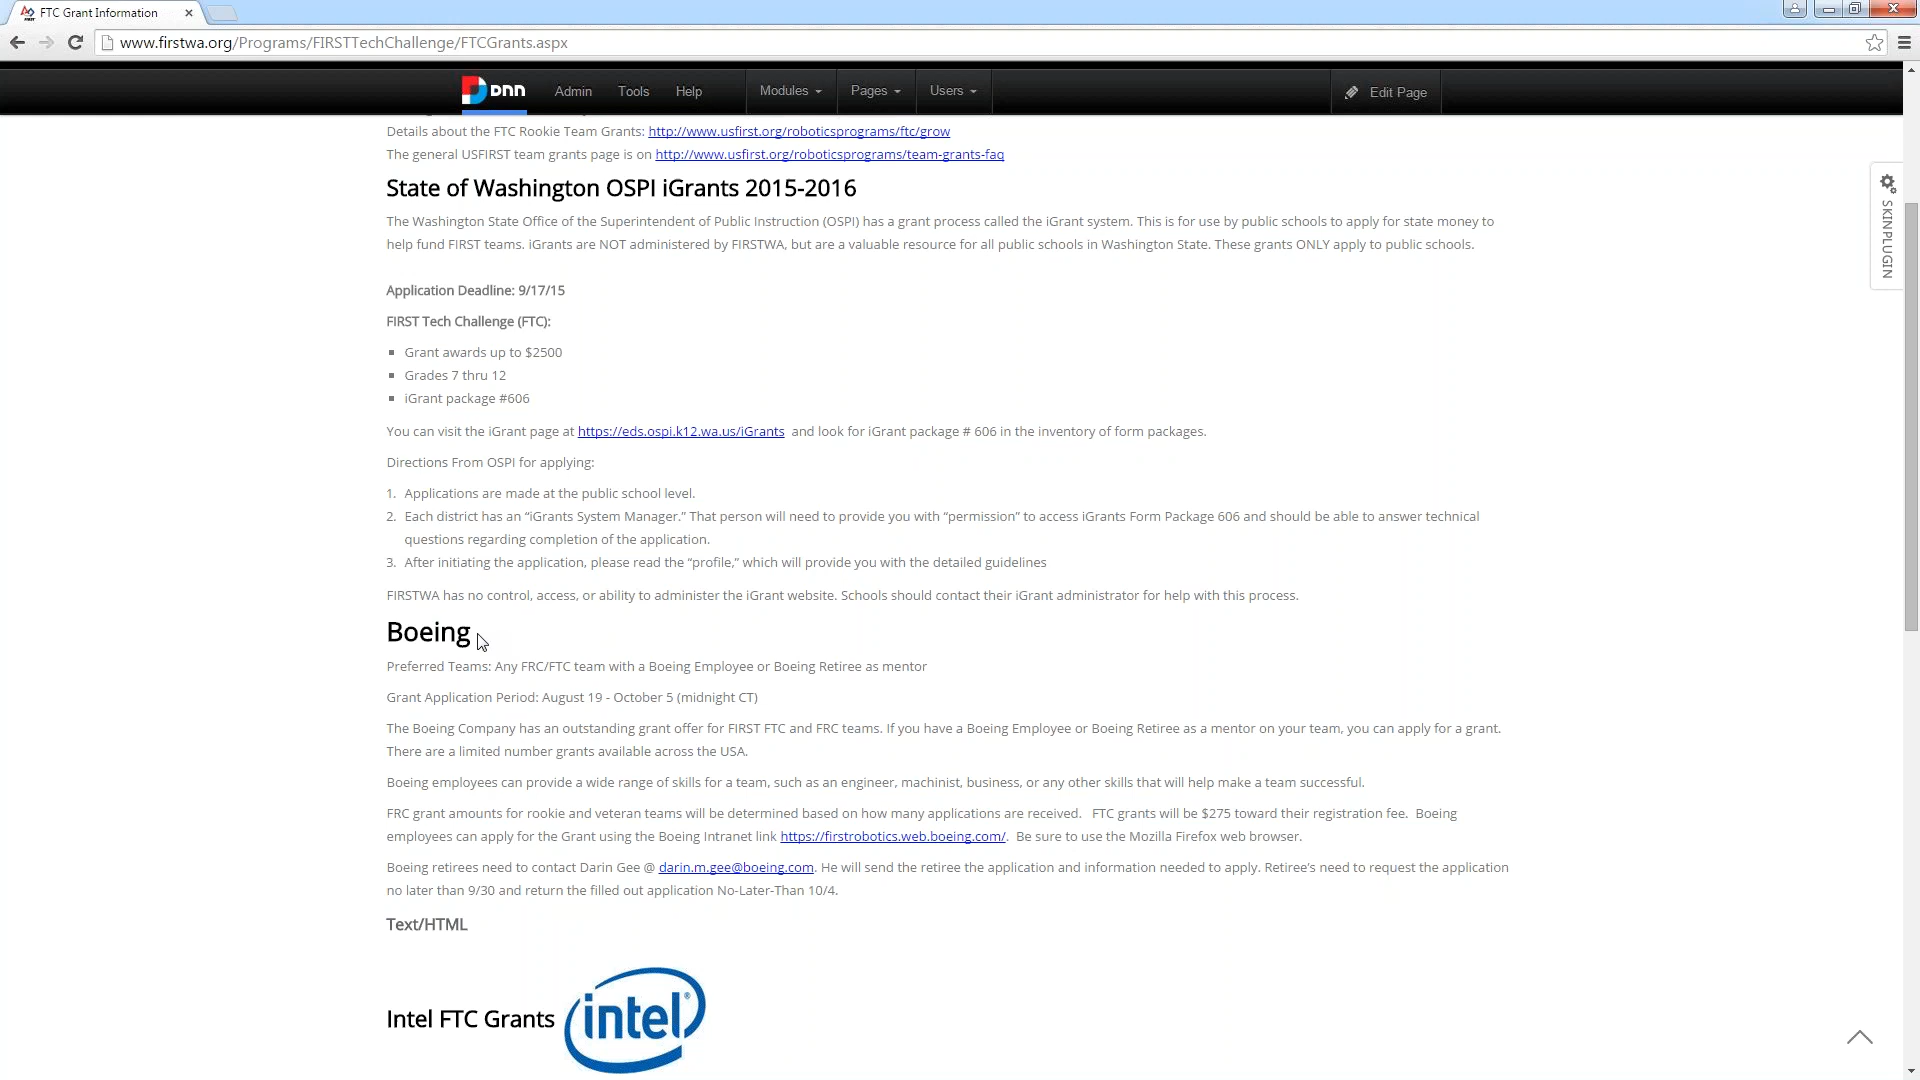 FTC Grant Information
www.firstwa.org/Programs/FIRSTTechChallenge/FTCGrants.aspx
DNN Admin Tools Help Modules Pages Users Edit Page
Details about the FTC Rookie Team Grants: http://www.usfirst.org/roboticsprograms/ftc/grow
The general USFIRST team grants page is on http://www.usfirst.org/roboticsprograms/team-grants-faq
State of Washington OSPI iGrants 2015-2016
SKINPLUGIN
The Washington State Office of the Superintendent of Public Instruction (OSPI) has a grant process called the iGrant system. This is for use by public schools to apply for state money to
help fund FIRST teams. iGrants are NOT administered by FIRSTWA, but are a valuable resource for all public schools in Washington State. These grants ONLY apply to public schools.
Application Deadline: 9/17/15
FIRST Tech Challenge (FTC):
Grant awards up to $2500
Grades 7 thru 12
iGrant package #606
You can visit the iGrant page at https://eds.ospi.k12.wa.us/iGrants and look for iGrant package # 606 in the inventory of form packages.
Directions From OSPI for applying:
1. Applications are made at the public school level.
2. Each district has an “iGrants System Manager.” That person will need to provide you with “permission” to access iGrants Form Package 606 and should be able to answer technical
questions regarding completion of the application.
3. After initiating the application, please read the “profile,” which will provide you with the detailed guidelines
FIRSTWA has no control, access, or ability to administer the iGrant website. Schools should contact their iGrant administrator for help with this process.
Boeing
Preferred Teams: Any FRC/FTC team with a Boeing Employee or Boeing Retiree as mentor
Grant Application Period: August 19 - October 5 (midnight CT)
The Boeing Company has an outstanding grant offer for FIRST FTC and FRC teams. If you have a Boeing Employee or Boeing Retiree as a mentor on your team, you can apply for a grant.
There are a limited number grants available across the USA.
Boeing employees can provide a wide range of skills for a team, such as an engineer, machinist, business, or any other skills that will help make a team successful.
FRC grant amounts for rookie and veteran teams will be determined based on how many applications are received. FTC grants will be $275 toward their registration fee. Boeing
employees can apply for the Grant using the Boeing Intranet link https://firstrobotics.web.boeing.com/. Be sure to use the Mozilla Firefox web browser.
Boeing retirees need to contact Darin Gee @ darin.m.gee@boeing.com. He will send the retiree the application and information needed to apply. Retiree’s need to request the application
no later than 9/30 and return the filled out application No-Later-Than 10/4.
Text/HTML
Intel FTC Grants intel®